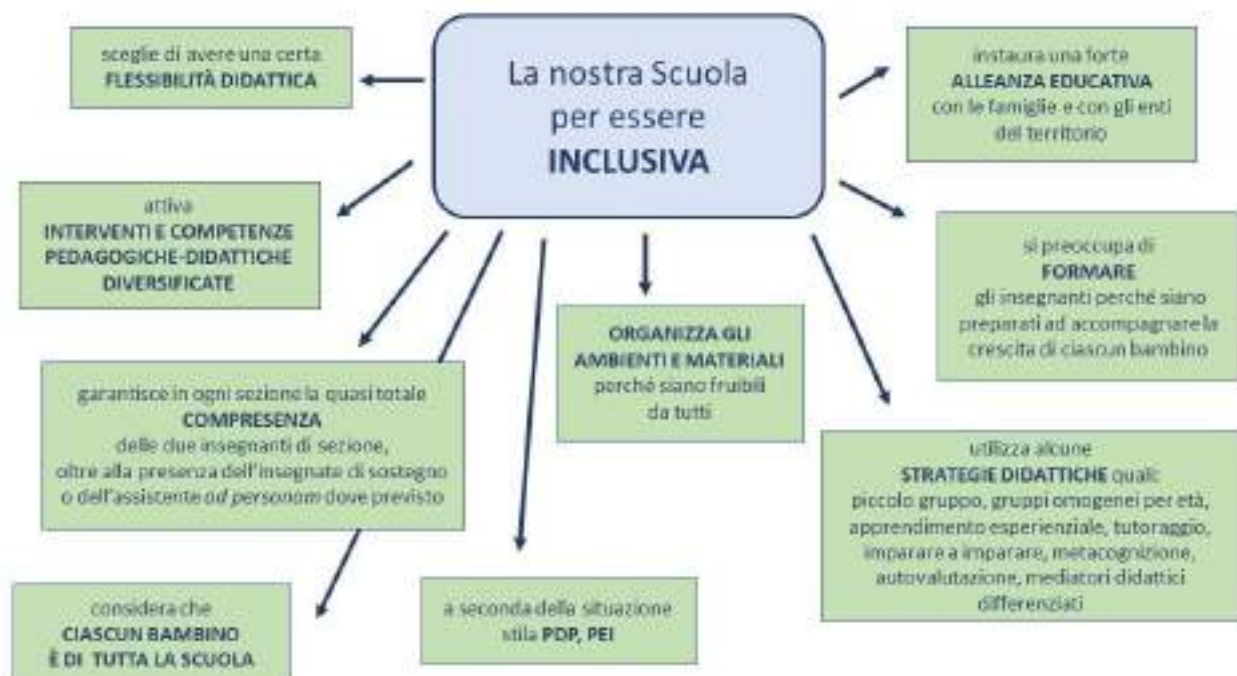 La nostra Scuola
per essere
INCLUSIVA
sceglie di avere una certa
FLESSIBILITÀ DIDATTICA
instaura una forte
ALLEANZA EDUCATIVA
con le famiglie e con gli enti
del territorio
attiva
INTERVENTI E COMPETENZE
PEDAGOGICHE-DIDATTICHE
DIVERSIFICATE
si preoccupa di
FORMARE
gli insegnanti perché siano
preparati ad accompagnare la
crescita di ciascun bambino
garantisce in ogni sezione la quasi totale
COMPRESENZA
delle due insegnanti di sezione,
oltre alla presenza dell'insegnate di sostegno
o dell'assistente ad personam dove previsto
ORGANIZZA GLI
AMBIENTI E MATERIALI
perché siano fruibili
da tutti
utilizza alcune
STRATEGIE DIDATTICHE quali:
piccolo gruppo, gruppi omogenei per età,
apprendimento esperienziale, tutoraggio,
imparare a imparare, metacognizione,
autovalutazione, mediatori didattici
differenziati
considera che
CIASCUN BAMBINO
È DI TUTTA LA SCUOLA
a seconda della situazione
stila PDP, PEI